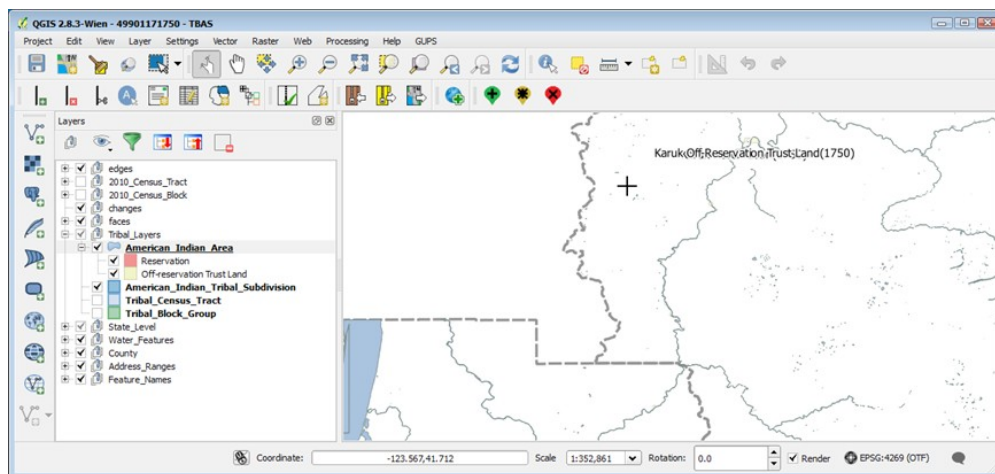 QGIS 2.8.3-Wien - 49901171750 - TBAS
Project Edit View Layer Settings Vector Raster Web Processing Help GUPS
Layers
edges
2010_Census_Tract
2010_Census_Block
changes
faces
Tribal_Layers
American_Indian_Area
Reservation
Off-reservation Trust Land
American_Indian_Tribal_Subdivision
Tribal_Census_Tract
Tribal_Block_Group
State_Level
Water_Features
County
Address_Ranges
Feature_Names
Karuk Off-Reservation Trust Land(1750)
Coordinate: -123.567,41.712 Scale 1:352,861 Rotation: 0.0 Render EPSG:4269 (OTF)